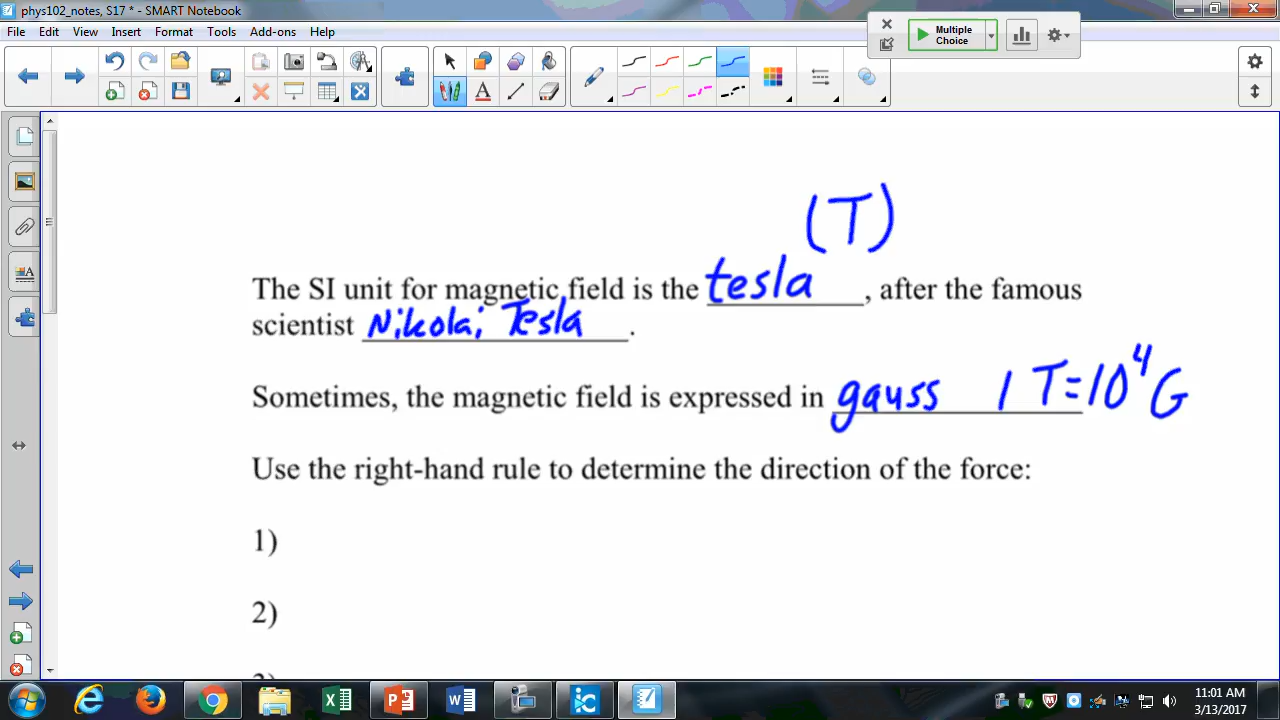 phys102_notes, S17 * - SMART Notebook
File Edit View Insert Format Tools Add-ons Help
Multiple Choice
(T)
The SI unit for magnetic field is the tesla, after the famous
scientist Nikolai Tesla.
Sometimes, the magnetic field is expressed in gauss 1 T=10⁴ G
Use the right-hand rule to determine the direction of the force:
1)
2)
11:01 AM
3/13/2017